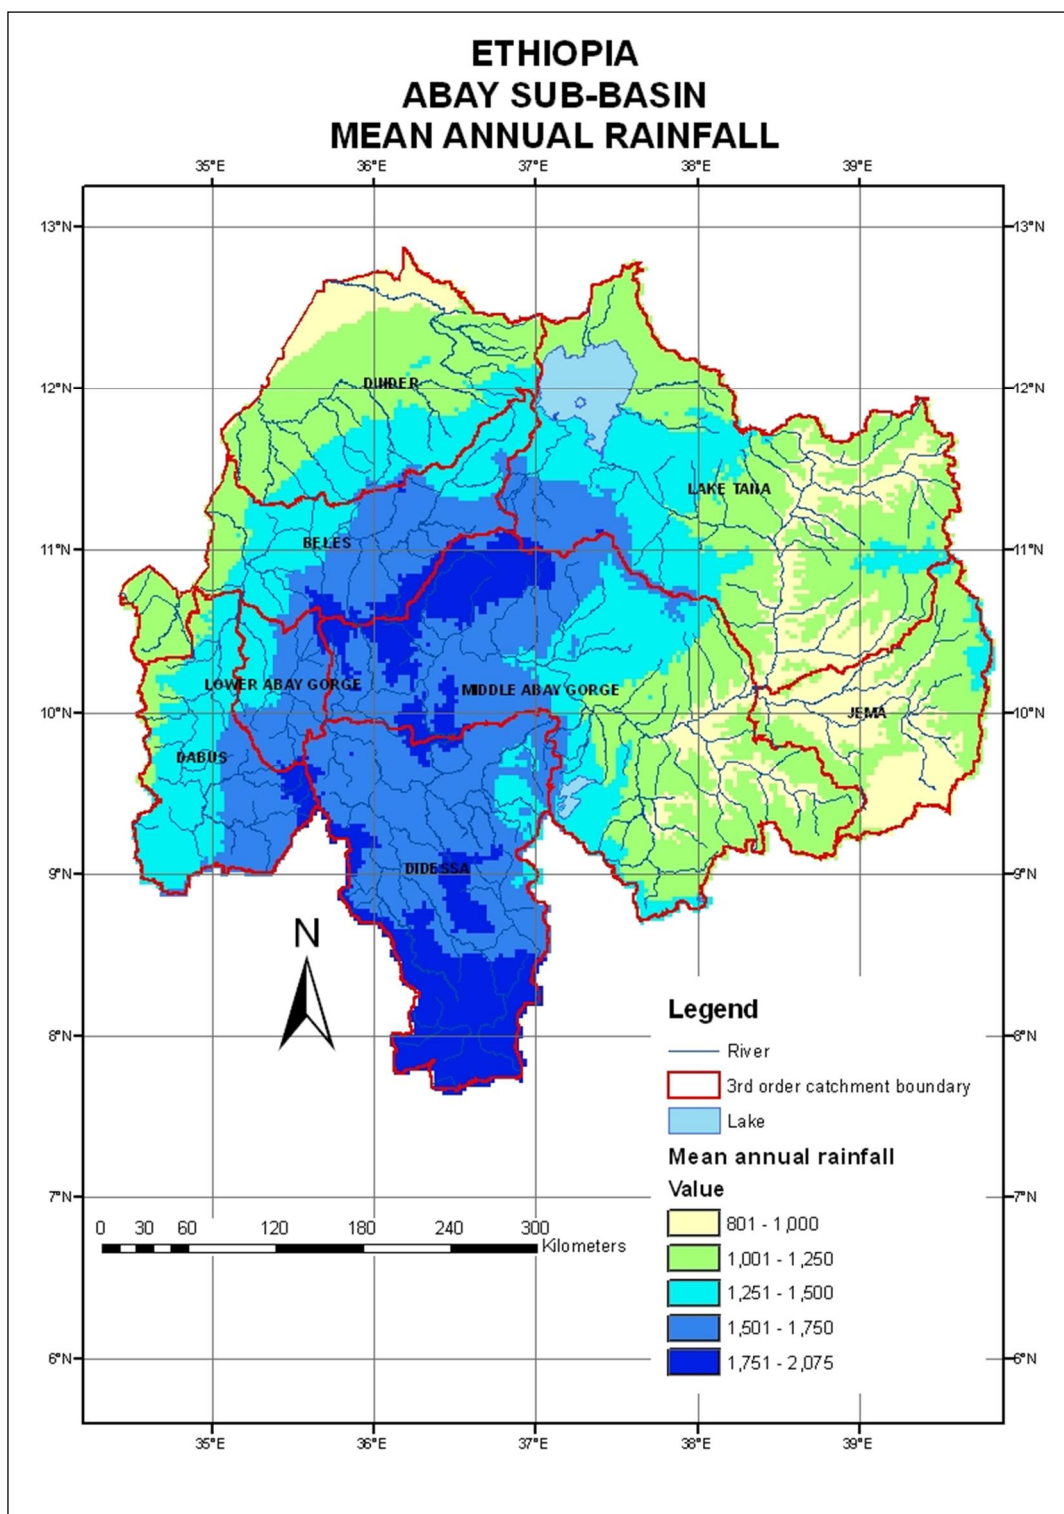 ETHIOPIA
ABAY SUB-BASIN
MEAN ANNUAL RAINFALL
35°E 36°E 37°E 38°E 39°E
13°N 13°N
12°N 12°N
DINDER
LAKE TANA
BELES
11°N 11°N
LOWER ABAY GORGE
MIDDLE ABAY GORGE
10°N 10°N
JEMA
DABUS
DIDESSA
9°N 9°N
N
8°N 8°N
Legend
River
3rd order catchment boundary
Lake
Mean annual rainfall
Value
7°N 7°N
801 - 1,000
1,001 - 1,250
1,251 - 1,500
1,501 - 1,750
1,751 - 2,075
0 30 60 120 180 240 300
Kilometers
6°N 6°N
35°E 36°E 37°E 38°E 39°E